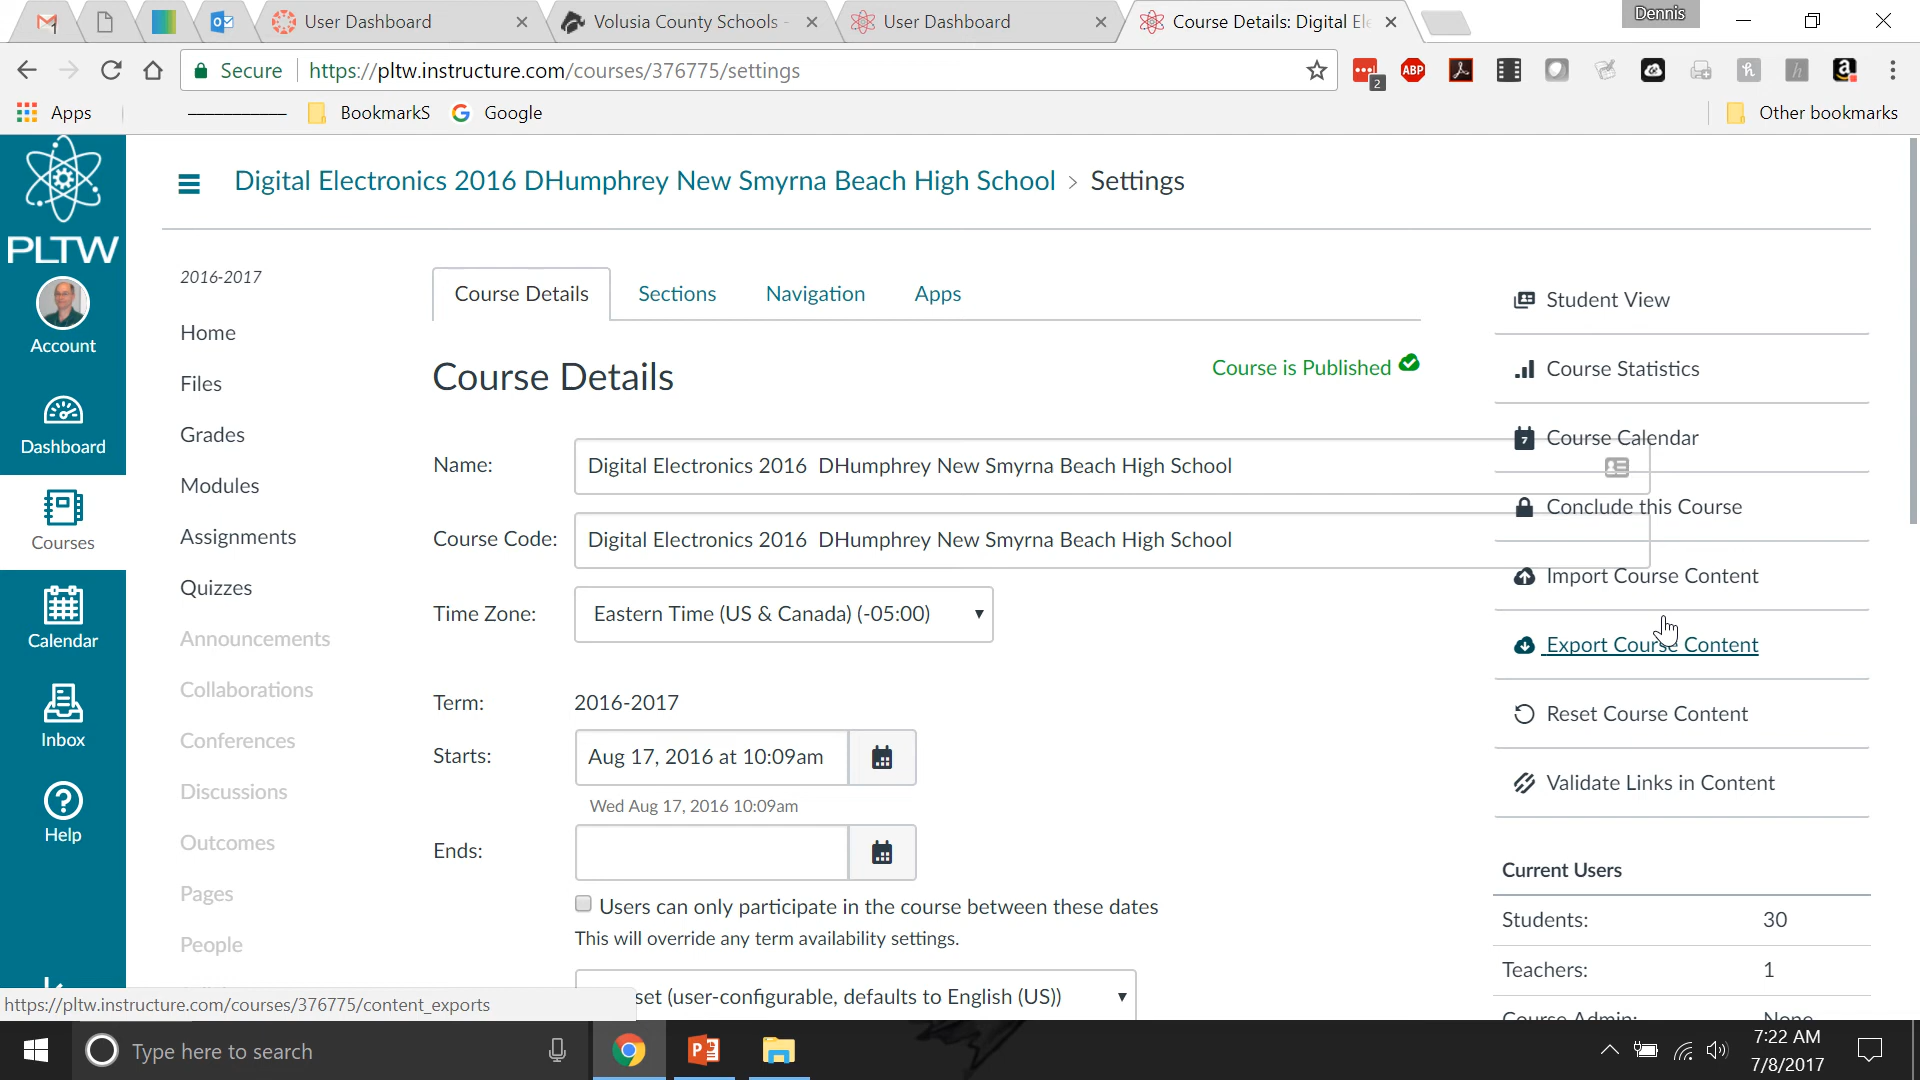 User Dashboard
Volusia County Schools -
User Dashboard
Course Details: Digital Ele
Dennis
Secure
https://pltw.instructure.com/courses/376775/settings
2
ABP
h
h
a
Apps
BookmarkS
Google
Other bookmarks
PLTW
Account
Dashboard
Courses
Calendar
Inbox
Help
Digital Electronics 2016 DHumphrey New Smyrna Beach High School > Settings
2016-2017
Home
Files
Grades
Modules
Assignments
Quizzes
Announcements
Collaborations
Conferences
Discussions
Outcomes
Pages
People
Course Details
Sections
Navigation
Apps
Course Details
Course is Published
Name:
Digital Electronics 2016  DHumphrey New Smyrna Beach High School
Course Code:
Digital Electronics 2016  DHumphrey New Smyrna Beach High School
Time Zone:
Eastern Time (US & Canada) (-05:00)
Term:
2016-2017
Starts:
Aug 17, 2016 at 10:09am
Wed Aug 17, 2016 10:09am
Ends:
Users can only participate in the course between these dates
This will override any term availability settings.
set (user-configurable, defaults to English (US))
Student View
Course Statistics
7
Course Calendar
Conclude this Course
Import Course Content
Export Course Content
Reset Course Content
Validate Links in Content
Current Users
Students: 30
Teachers: 1
Course Admin: None
https://pltw.instructure.com/courses/376775/content_exports
Type here to search
7:22 AM
7/8/2017